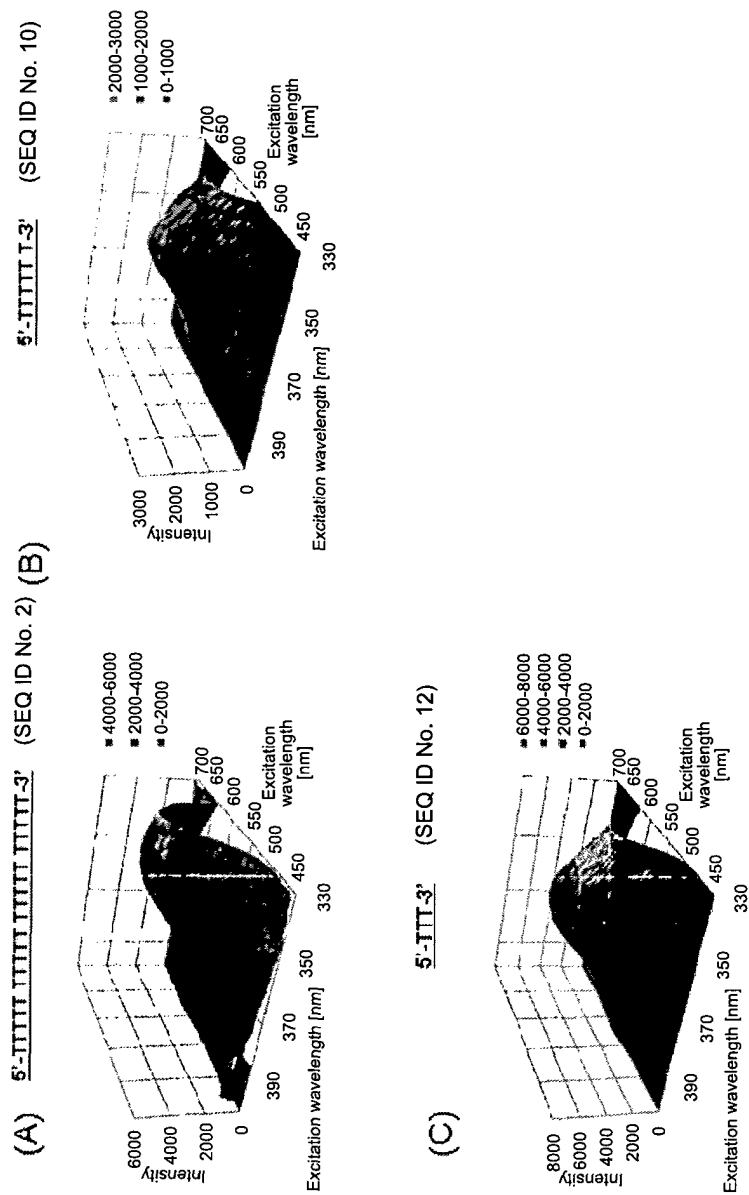 (A)
5'-TTTTT TTTTT TTTTT TTTTT-3' (SEQ ID No. 2)
4000-6000
2000-4000
0-2000
6000
4000
2000
0
Intensity
390
370
350
330
Excitation wavelength [nm]
450
500
550
600
650
700
Excitation
wavelength
[nm]
(B)
5'-TTTTT T-3' (SEQ ID No. 10)
2000-3000
1000-2000
0-1000
3000
2000
1000
0
Intensity
390
370
350
330
Excitation wavelength [nm]
450
500
550
600
650
700
Excitation
wavelength
[nm]
(C)
5'-TTT-3' (SEQ ID No. 12)
6000-8000
4000-6000
2000-4000
0-2000
8000
6000
4000
2000
0
Intensity
390
370
350
330
Excitation wavelength [nm]
450
500
550
600
650
700
Excitation
wavelength
[nm]